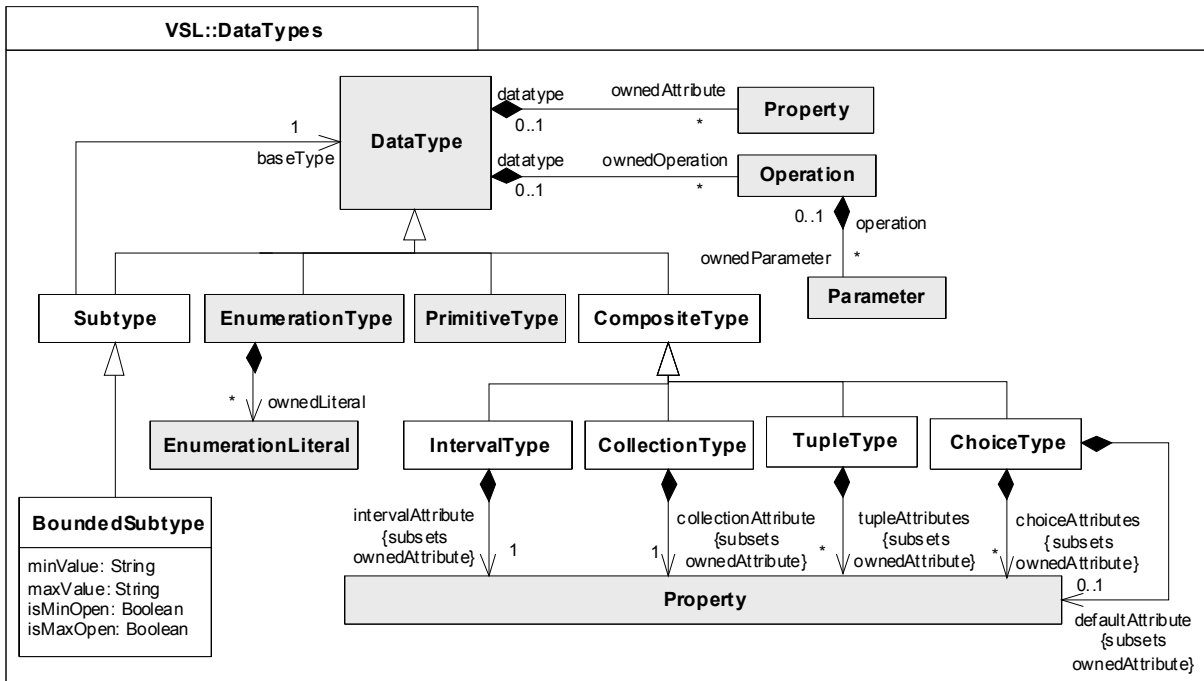 VSL::DataTypes
DataType
datatype
0..1
ownedAttribute
*
Property
1
baseType
datatype
0..1
ownedOperation
*
Operation
0..1
operation
ownedParameter
*
Parameter
Subtype
EnumerationType
PrimitiveType
CompositeType
*
ownedLiteral
EnumerationLiteral
IntervalType
CollectionType
TupleType
ChoiceType
BoundedSubtype
minValue: String
maxValue: String
isMinOpen: Boolean
isMaxOpen: Boolean
intervalAttribute
{subsets
ownedAttribute}
1
collectionAttribute
{subsets
ownedAttribute}
1
tupleAttributes
{subsets
ownedAttribute}
*
choiceAttributes
{subsets
ownedAttribute}
*
0..1
Property
defaultAttribute
{subsets
ownedAttribute}